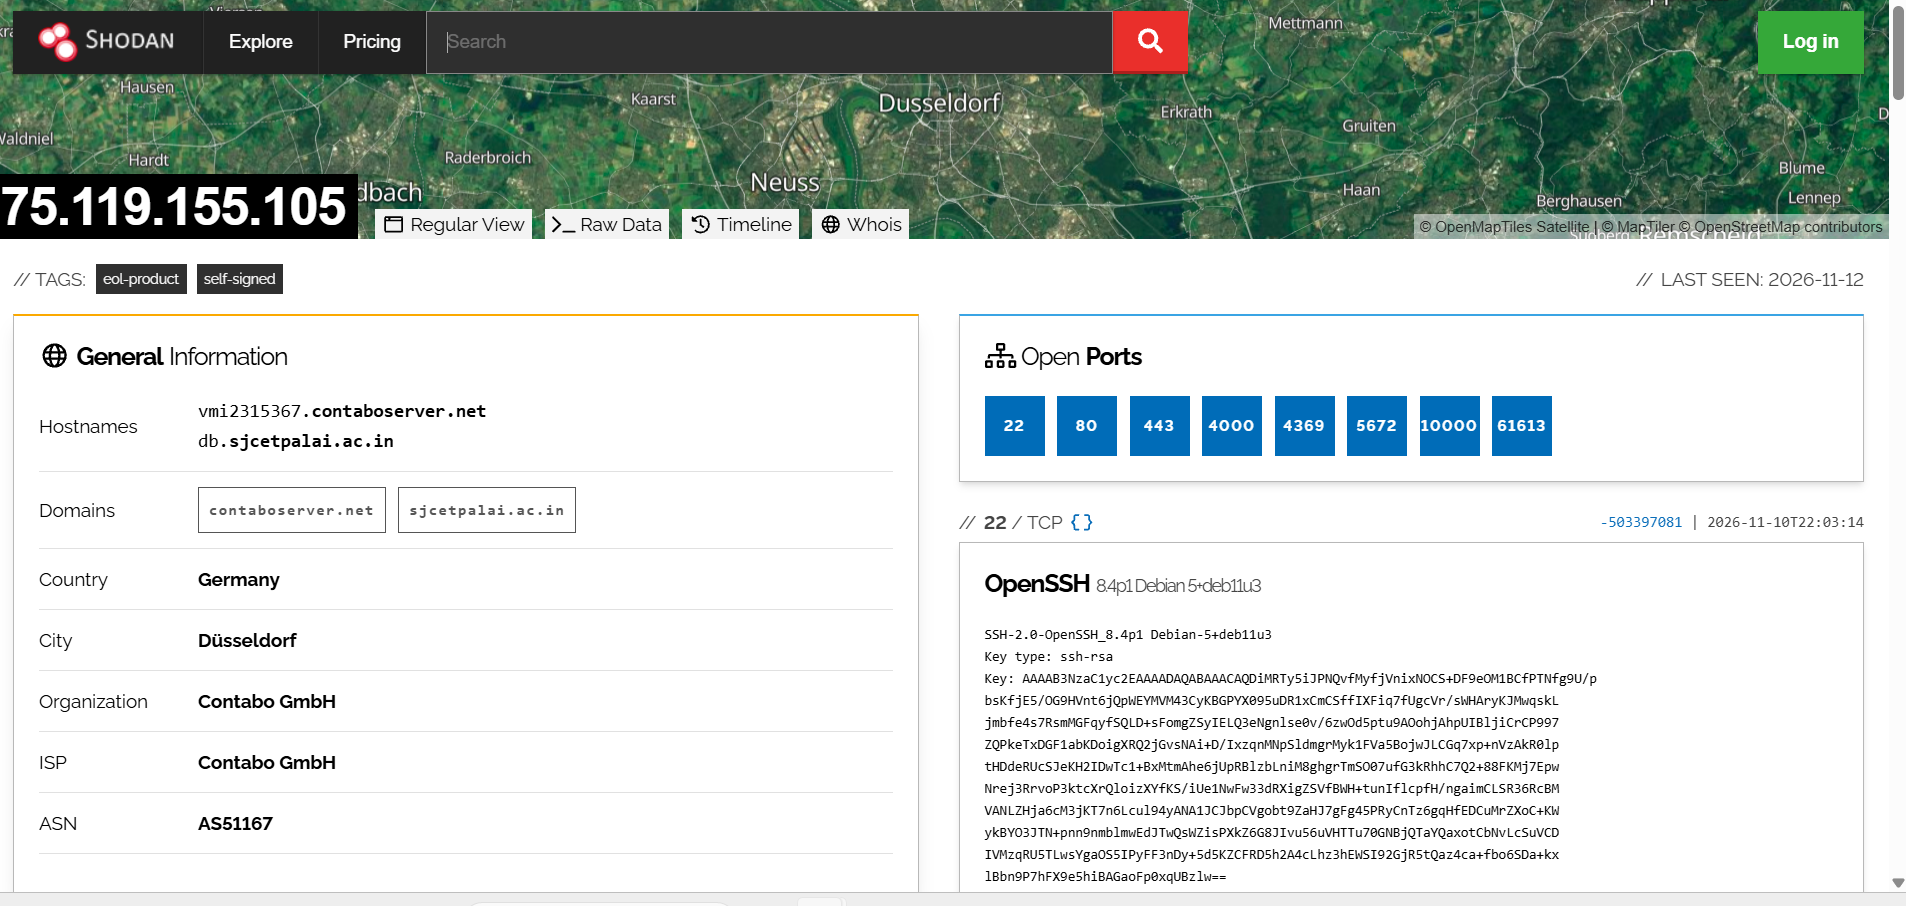 SHODAN
Explore
Pricing
Search
Log in
Mettmann
Hausen
Kaarst
Dusseldorf
Erkrath
Gruiten
Hardt
Raderbroich
Neuss
Haan
Blume
Lennep
Berghausen
75.119.155.105
Regular View
Raw Data
Timeline
Whois
© OpenMapTiles Satellite | © MapTiler © OpenStreetMap contributors
// TAGS: eol-product self-signed
// LAST SEEN: 2026-11-12
General Information
Hostnames
vmi2315367.contaboserver.net
db.sjcetpalai.ac.in
Domains
contaboserver.net sjcetpalai.ac.in
Country Germany
City Düsseldorf
Organization Contabo GmbH
ISP Contabo GmbH
ASN AS51167
Open Ports
22 80 443 4000 4369 5672 10000 61613
// 22 / TCP {}
-503397081 | 2026-11-10T22:03:14
OpenSSH 8.4p1 Debian 5+deb11u3
SSH-2.0-OpenSSH_8.4p1 Debian-5+deb11u3
Key type: ssh-rsa
Key: AAAAB3NzaC1yc2EAAAADAQABAAACAQDiMRTy5iJPNQvfMyfjVnixNOCS+DF9eOM1BCfPTNfg9U/p
bsKfjE5/OG9HVnt6jQpWEYMVM43CyKBGPYX095uDR1xCmCSffIXFiq7fUgcVr/sWHAryKJMwqskL
jmbfe4s7RsmMGFqyfSQLD+sFomgZSyIELQ3eNgnlse0v/6zwOd5ptu9AOohjAhpUIBljiCrCP997
ZQPkeTxDGF1abKDoigXRQ2jGvsNAi+D/IxzqnMNpSldmgrMyk1FVa5BojwJLCGq7xp+nVzAkR0lp
tHDdeRUcSJeKH2IDwTc1+BxMtmAhe6jUpRBlzbLniM8ghgrTmSO07ufG3kRhhC7Q2+88FKMj7Epw
Nrej3RrvoP3ktcXrQloizXYfKS/iUe1NwFw33dRXigZSVfBWH+tunIflcpfH/ngaimCLSR36RcBM
VANLZHja6cM3jKT7n6Lcul94yANA1JCJbpCVgobt9ZaHJ7gFg45PRyCnTz6gqHfEDCuMrZXoC+KW
ykBYO3JTN+pnn9nmblmwEdJTwQsWZisPXkZ6G8JIvu56uVHTTu70GNBjQTaYQaxotCbNvLcSuVCD
IVMzqRU5TLwsYgaOS5IPyFF3nDy+5d5KZCFRD5h2A4cLhz3hEWSI92GjR5tQaz4ca+fbo6SDa+kx
lBbn9P7hFX9e5hiBAGaoFp0xqUBzlw==